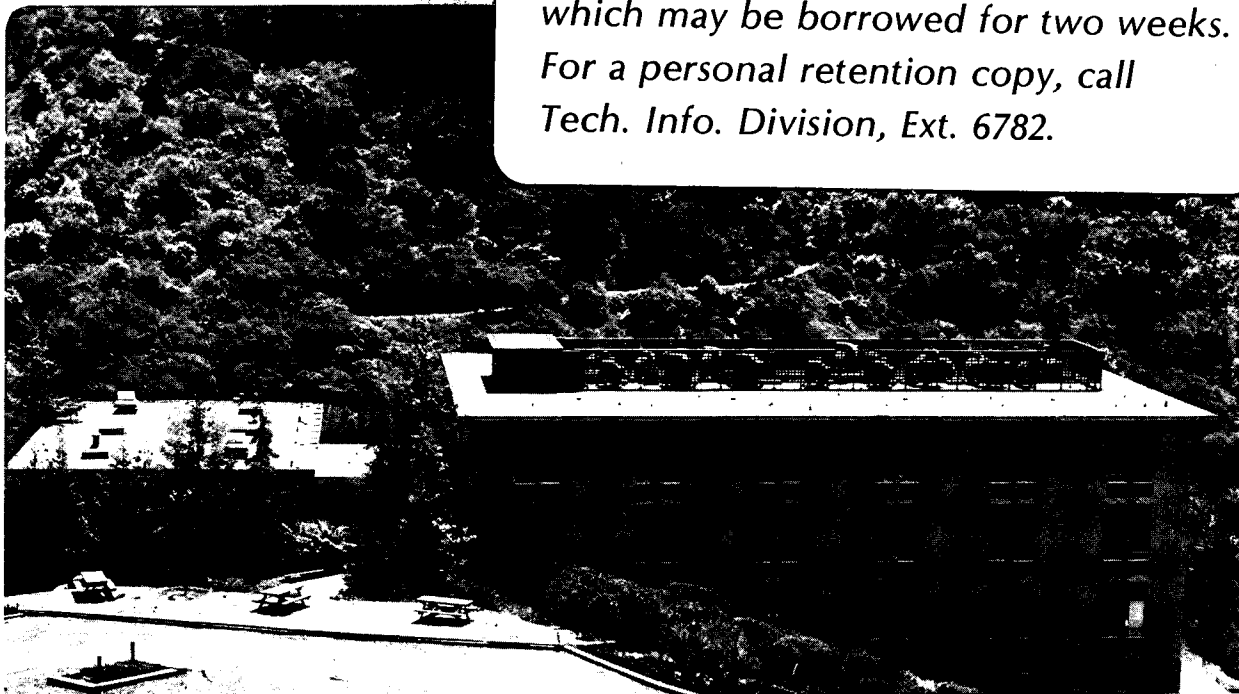 which may be borrowed for two weeks.
For a personal retention copy, call
Tech. Info. Division, Ext. 6782.